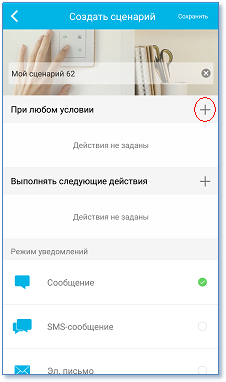 Создать сценарий
Сохранить
Мой сценарий 62
При любом условии
Действия не заданы
Выполнять следующие действия
Действия не заданы
Режим уведомлений
Сообщение
SMS-сообщение
Эл. письмо